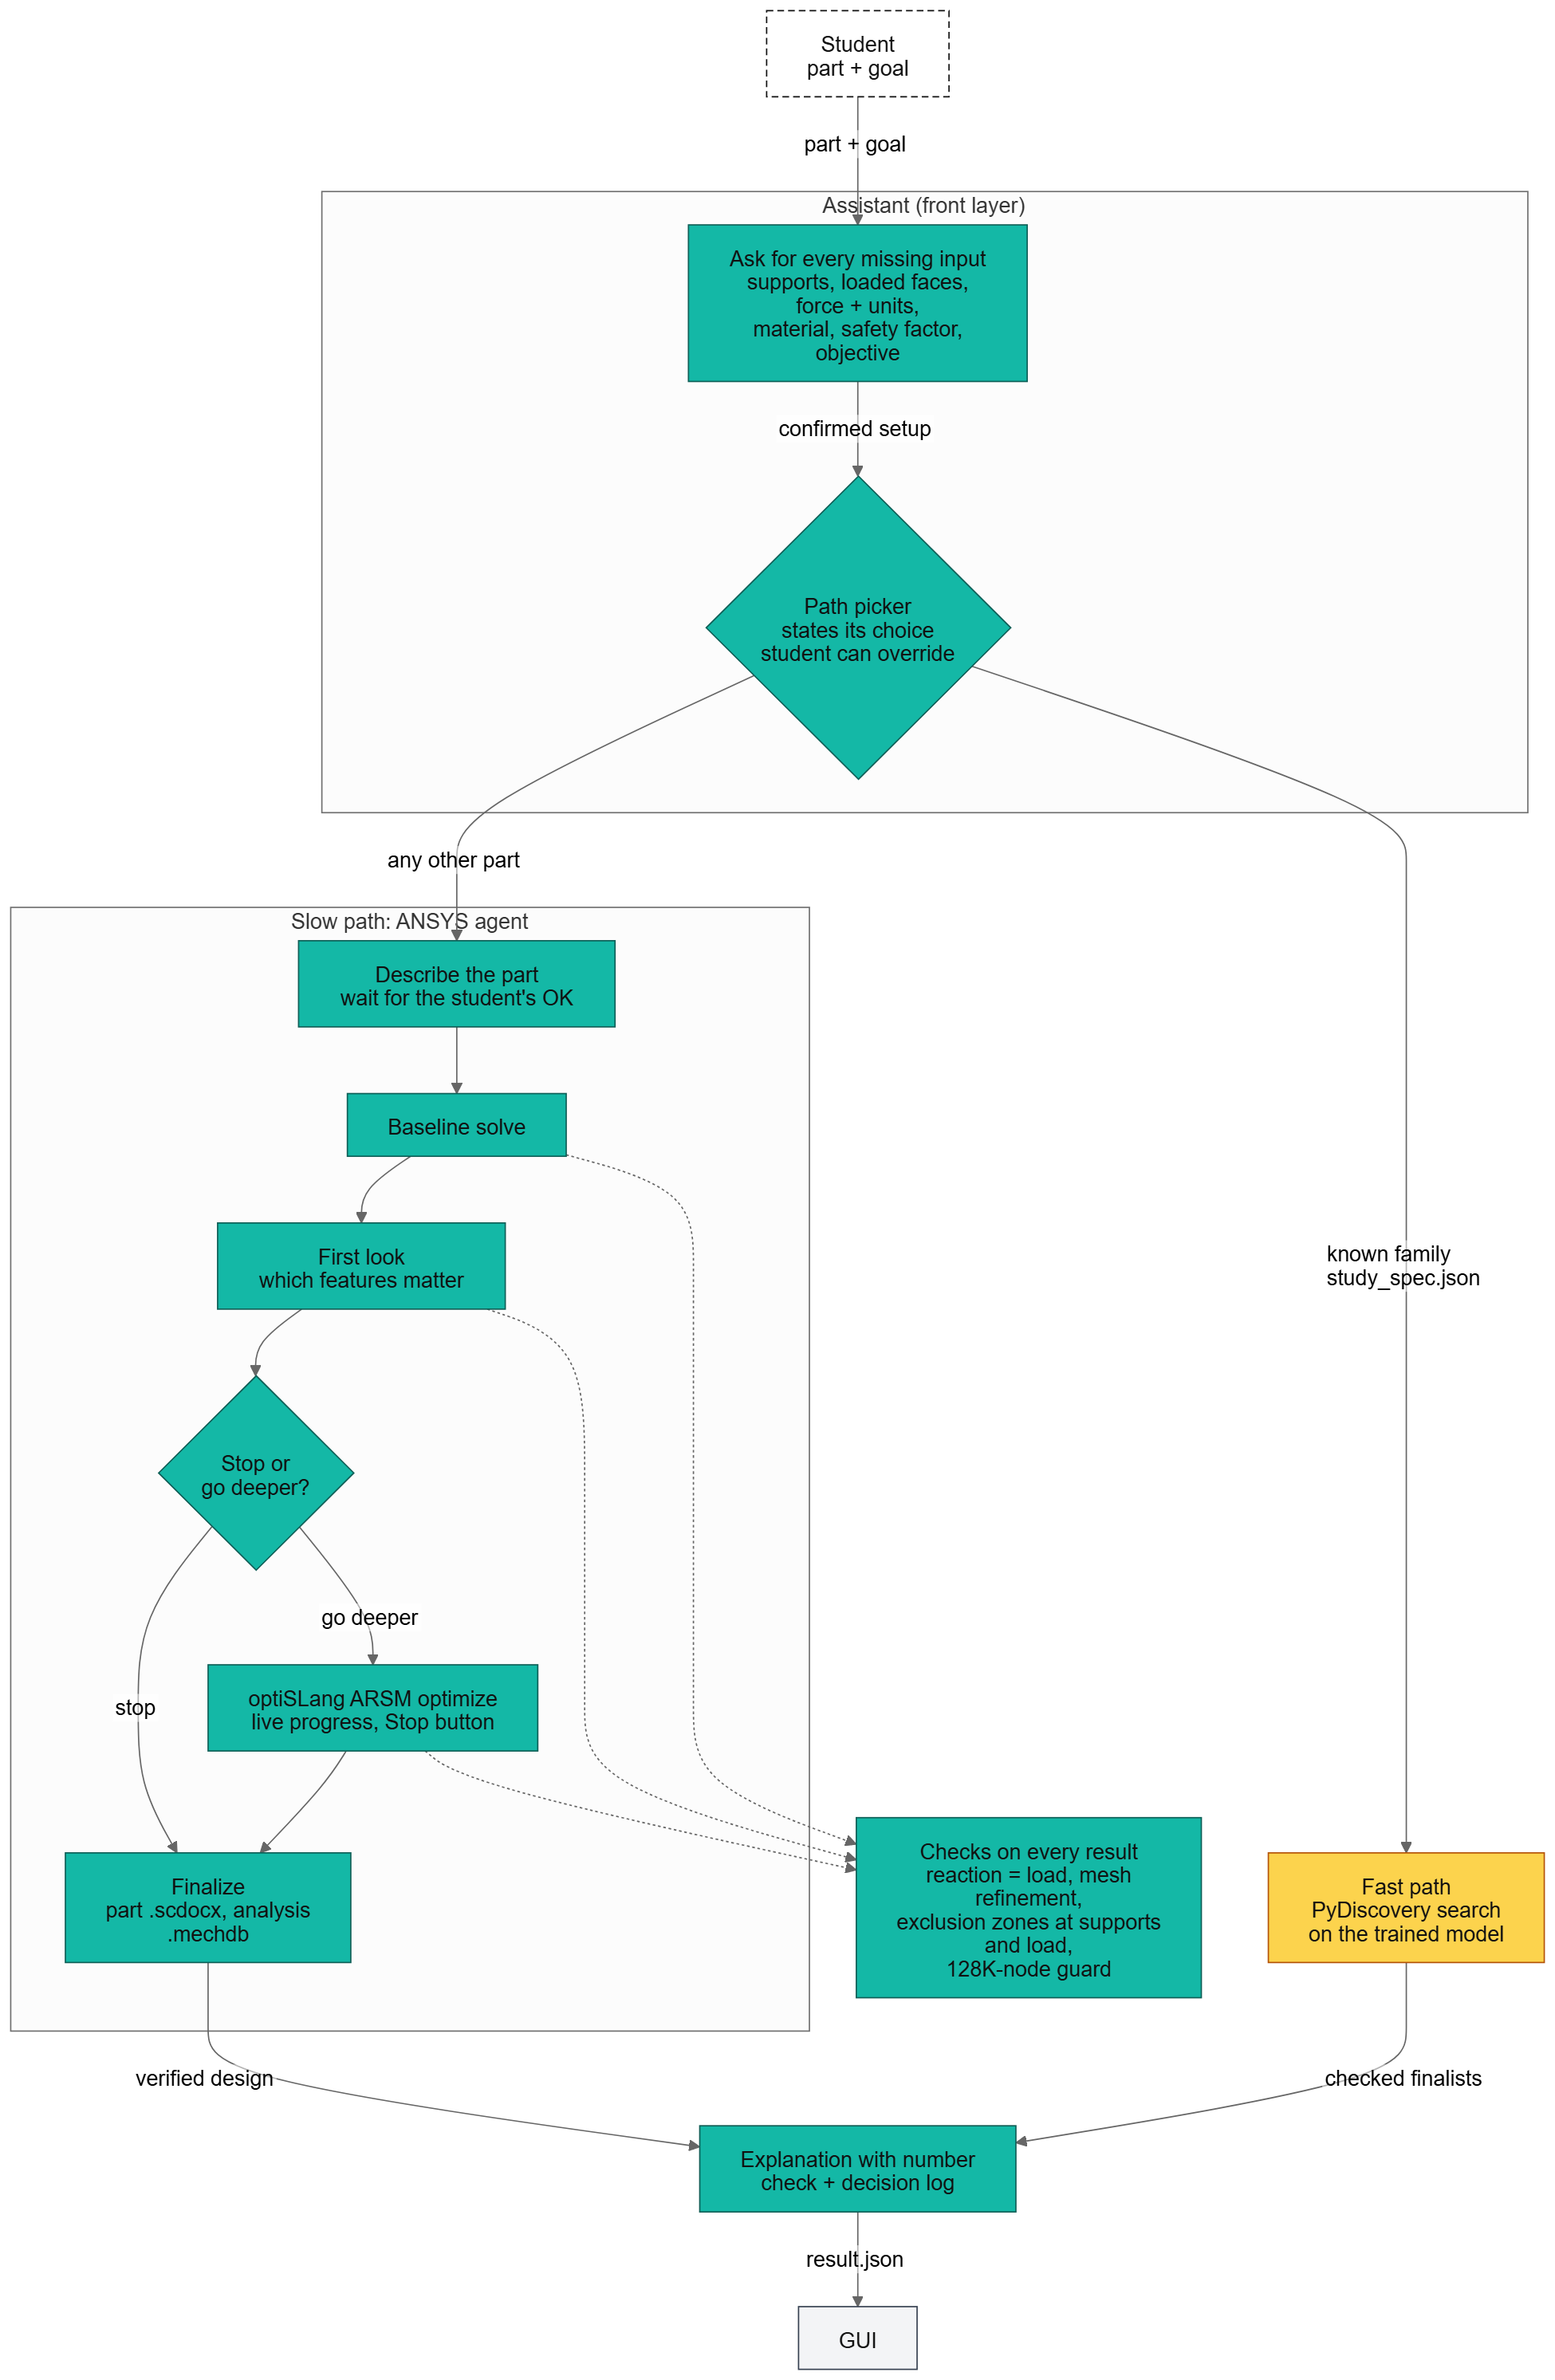 Student
part + goal
part + goal
Assistant (front layer)
Ask for every missing input
supports, loaded faces,
force + units,
material, safety factor,
objective
confirmed setup
Path picker
states its choice
student can override
any other part
Slow path: ANSYS agent
Describe the part
wait for the student's OK
Baseline solve
First look
which features matter
known family
study_spec.json
Stop or
go deeper?
go deeper
stop
optiSLang ARSM optimize
live progress, Stop button
Finalize
part .scdocx, analysis
.mechdb
Checks on every result
reaction = load, mesh
refinement,
exclusion zones at supports
and load,
128K-node guard
Fast path
PyDiscovery search
on the trained model
verified design
checked finalists
Explanation with number
check + decision log
result.json
GUI